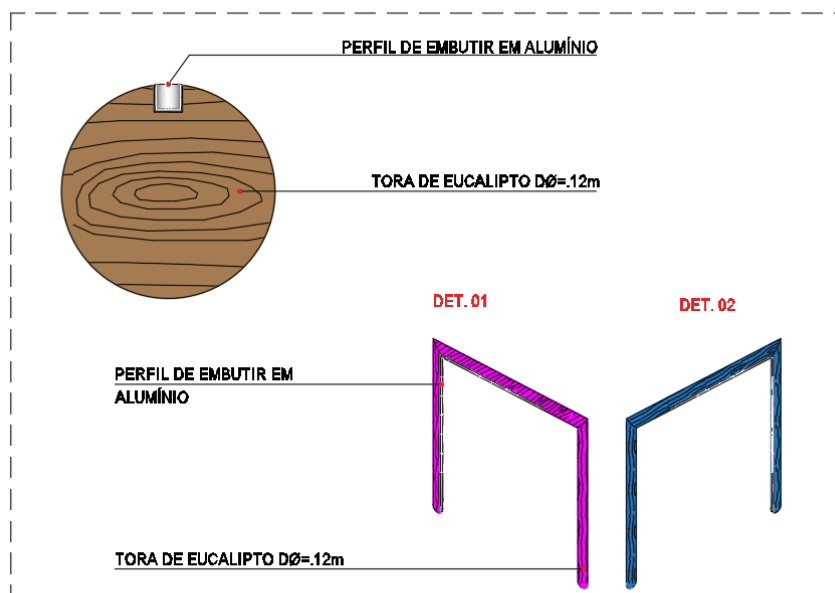 PERFIL DE EMBUTIR EM ALUMÍNIO
TORA DE EUCALIPTO DØ=.12m
DET. 01
DET. 02
PERFIL DE EMBUTIR EM
ALUMÍNIO
TORA DE EUCALIPTO DØ=.12m